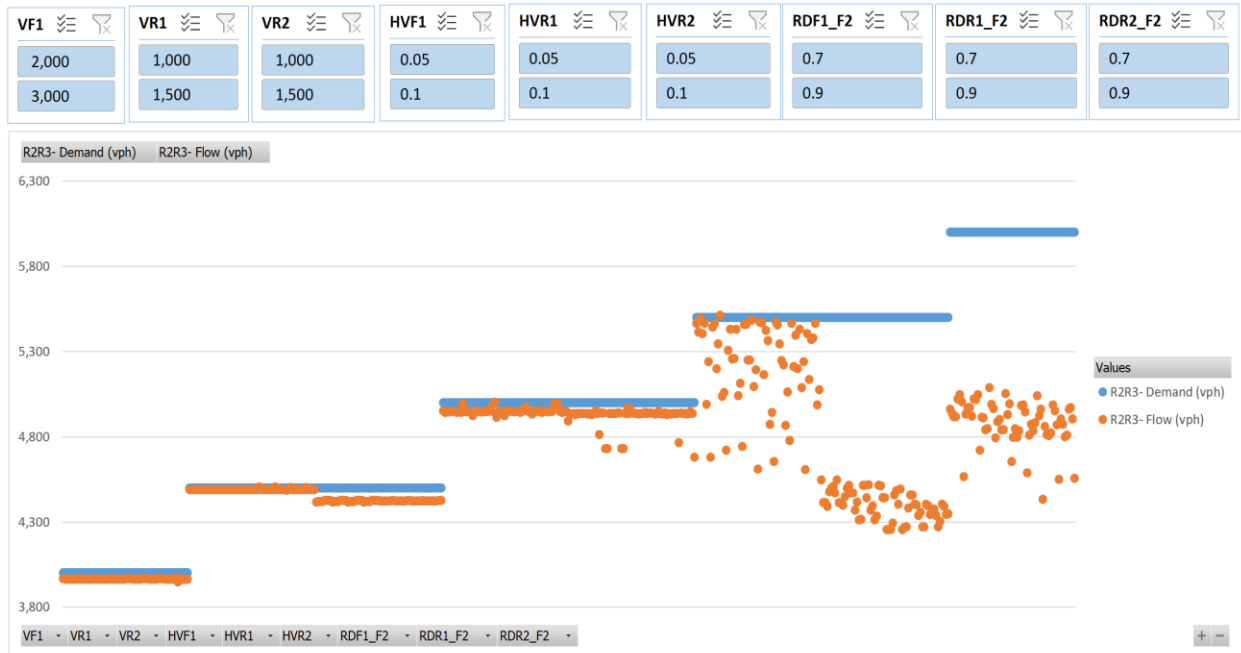 VF1 VR1 VR2 HVF1 HVR1 HVR2 RDF1_F2 RDR1_F2 RDR2_F2
2,000 1,000 1,000 0.05 0.05 0.05 0.7 0.7 0.7
3,000 1,500 1,500 0.1 0.1 0.1 0.9 0.9 0.9
R2R3- Demand (vph) R2R3- Flow (vph)
6,300
5,800
5,300
4,800
4,300
3,800
Values
R2R3- Demand (vph)
R2R3- Flow (vph)
VF1 VR1 VR2 HVF1 HVR1 HVR2 RDF1_F2 RDR1_F2 RDR2_F2 + −